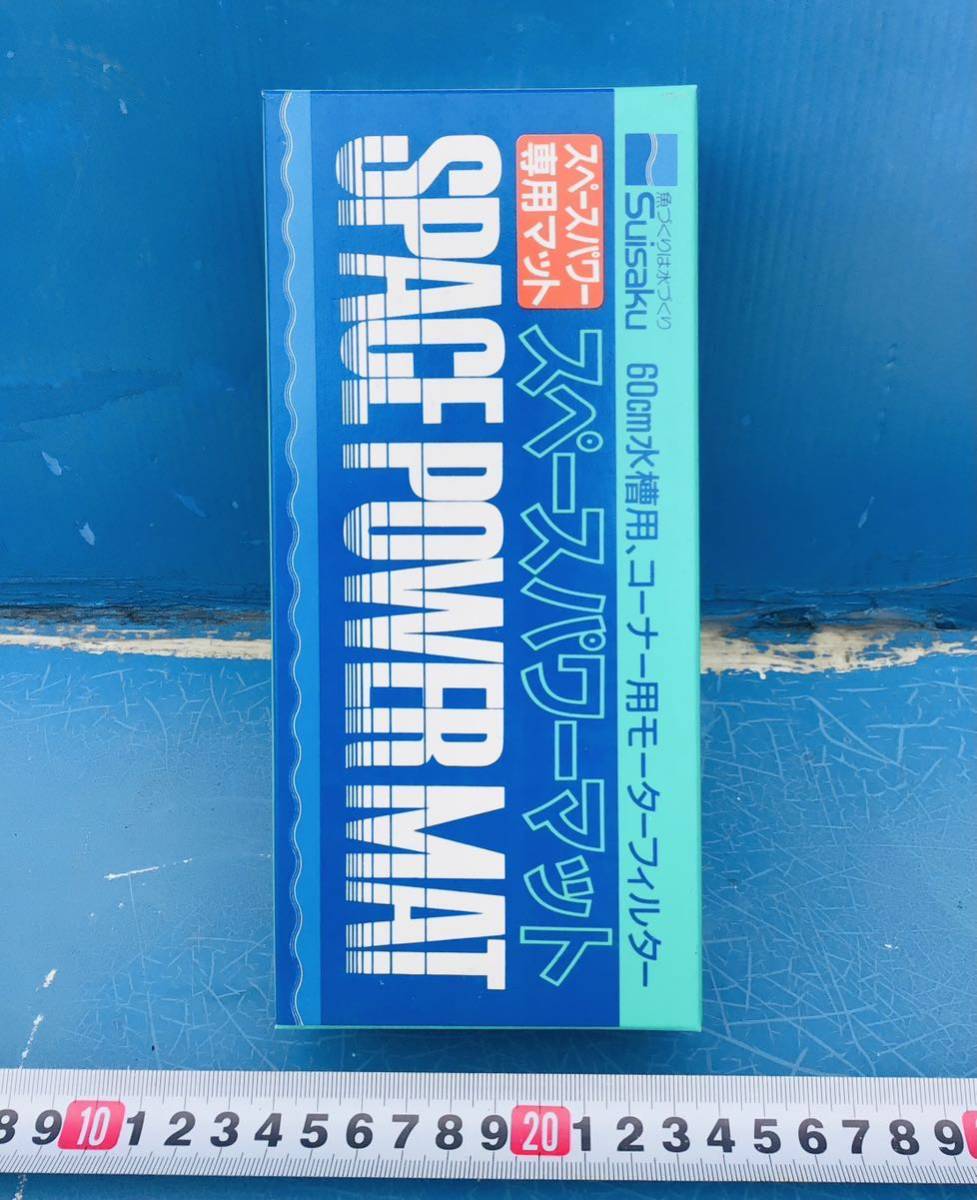 魚づくりは水づくり
Suisaku
60cm水槽用、コーナー用モーターフィルター
スペースパワー
専用マット
スペースパワーマット
SPACE POWER MAT
8 9 10 1 2 3 4 5 6 7 8 9 20 1 2 3 4 5 6 7 8 9